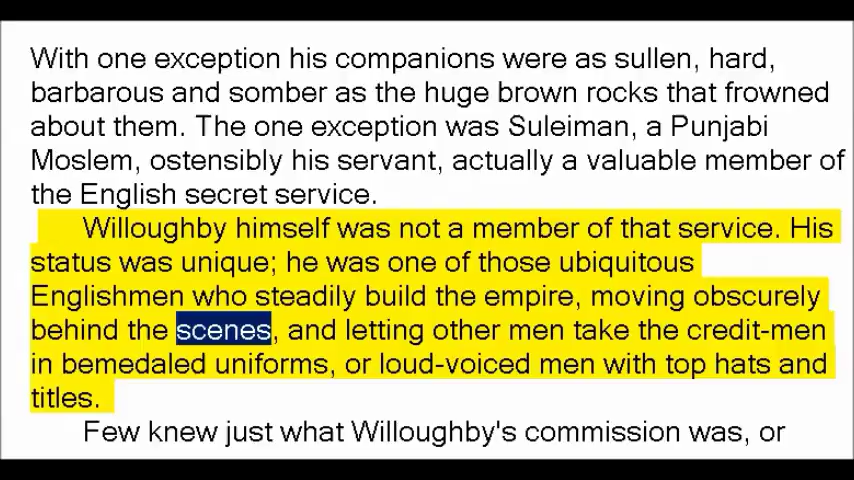 With one exception his companions were as sullen, hard,
barbarous and somber as the huge brown rocks that frowned
about them. The one exception was Suleiman, a Punjabi
Moslem, ostensibly his servant, actually a valuable member of
the English secret service.
Willoughby himself was not a member of that service. His
status was unique; he was one of those ubiquitous
Englishmen who steadily build the empire, moving obscurely
behind the scenes, and letting other men take the credit-men
in bemedaled uniforms, or loud-voiced men with top hats and
titles.
Few knew just what Willoughby's commission was, or